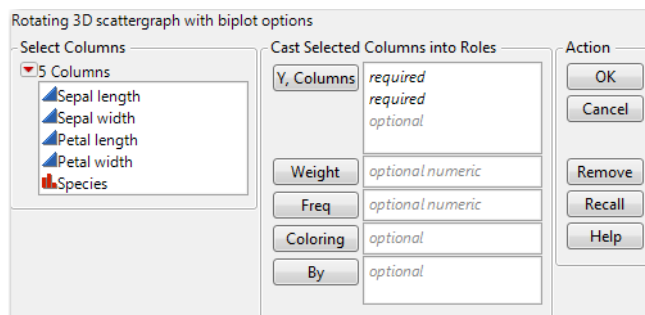 Rotating 3D scattergraph with biplot options
Select Columns
5 Columns
Sepal length
Sepal width
Petal length
Petal width
Species
Cast Selected Columns into Roles
Y, Columns
required
required
optional
Weight
optional numeric
Freq
optional numeric
Coloring
optional
By
optional
Action
OK
Cancel
Remove
Recall
Help